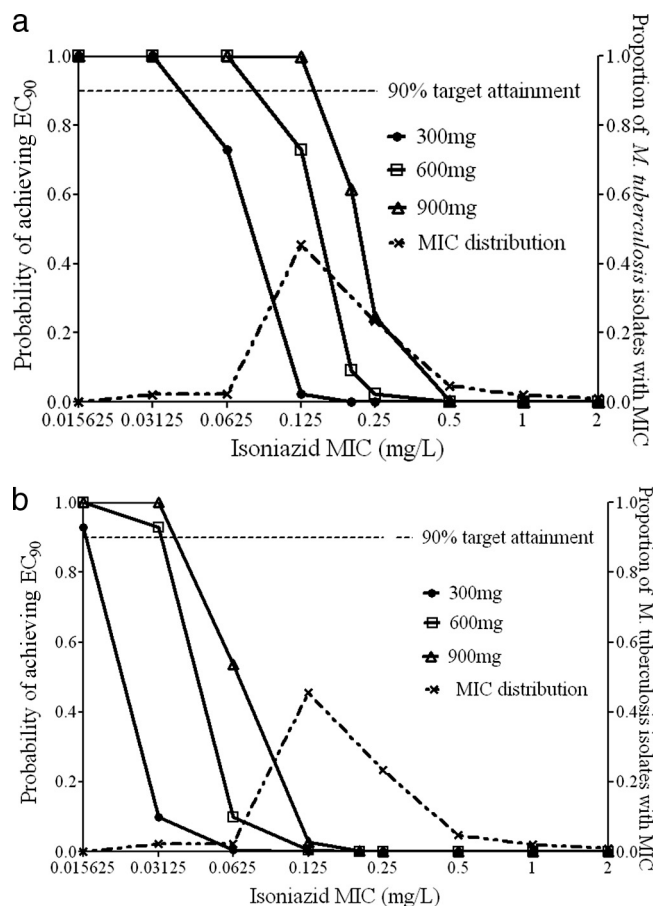 a
Probability of achieving EC90
1.0
0.8
0.6
0.4
0.2
0.0
90% target attainment
300mg
600mg
900mg
MIC distribution
0.015625 0.03125 0.0625 0.125 0.25 0.5 1 2
Isoniazid MIC (mg/L)
1.0
0.8
0.6
0.4
0.2
0.0
Proportion of M. tuberculosis
isolates with MIC
b
Probability of achieving EC90
1.0
0.8
0.6
0.4
0.2
0.0
90% target attainment
300mg
600mg
900mg
MIC distribution
0.015625 0.03125 0.0625 0.125 0.25 0.5 1 2
Isoniazid MIC (mg/L)
1.0
0.8
0.6
0.4
0.2
0.0
Proportion of M. tuberculosis isolates with MIC